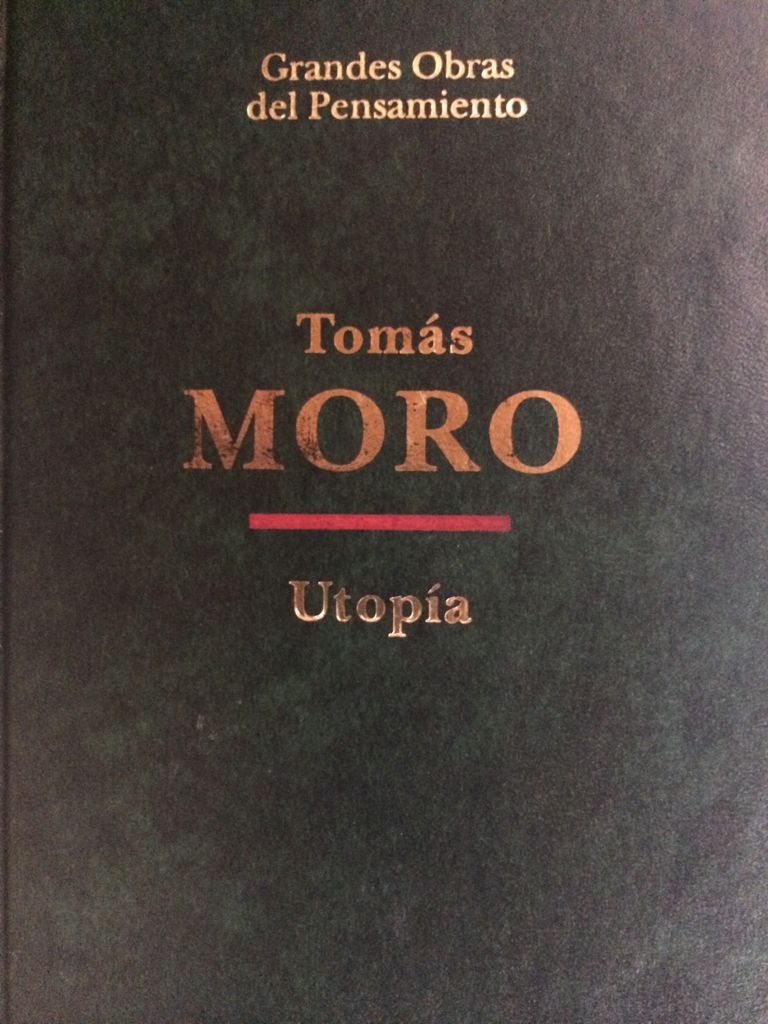 Grandes Obras
del Pensamiento
Tomás
MORO
Utopía